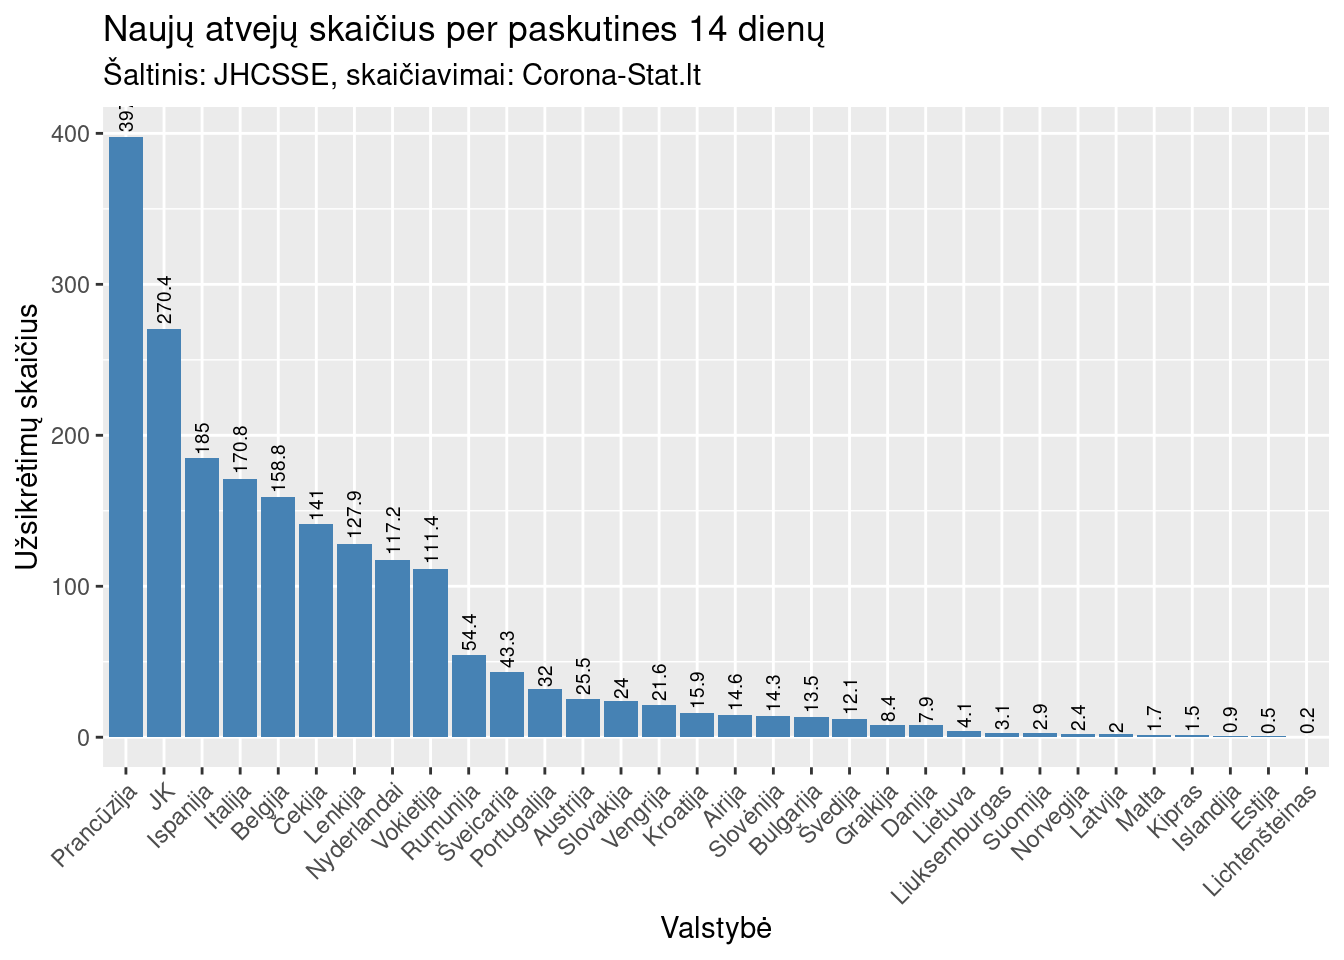 Naujų atvejų skaičius per paskutines 14 dienų
Šaltinis: JHCSSE, skaičiavimai: Corona-Stat.lt
Užsikrėtimų skaičius
400
300
200
100
0
270.4
185
170.8
158.8
141
127.9
117.2
111.4
54.4
43.3
32
25.5
24
21.6
15.9
14.6
14.3
13.5
12.1
8.4
7.9
4.1
3.1
2.9
2.4
2
1.7
1.5
0.9
0.5
0.2
Prancūzija
JK
Ispanija
Italija
Belgija
Čekija
Lenkija
Nyderlandai
Vokietija
Rumunija
Šveicarija
Portugalija
Austrija
Slovakija
Vengrija
Kroatija
Airija
Slovėnija
Bulgarija
Švedija
Graikija
Danija
Lietuva
Liuksemburgas
Suomija
Norvegija
Latvija
Malta
Kipras
Islandija
Estija
Lichtenšteinas
Valstybė